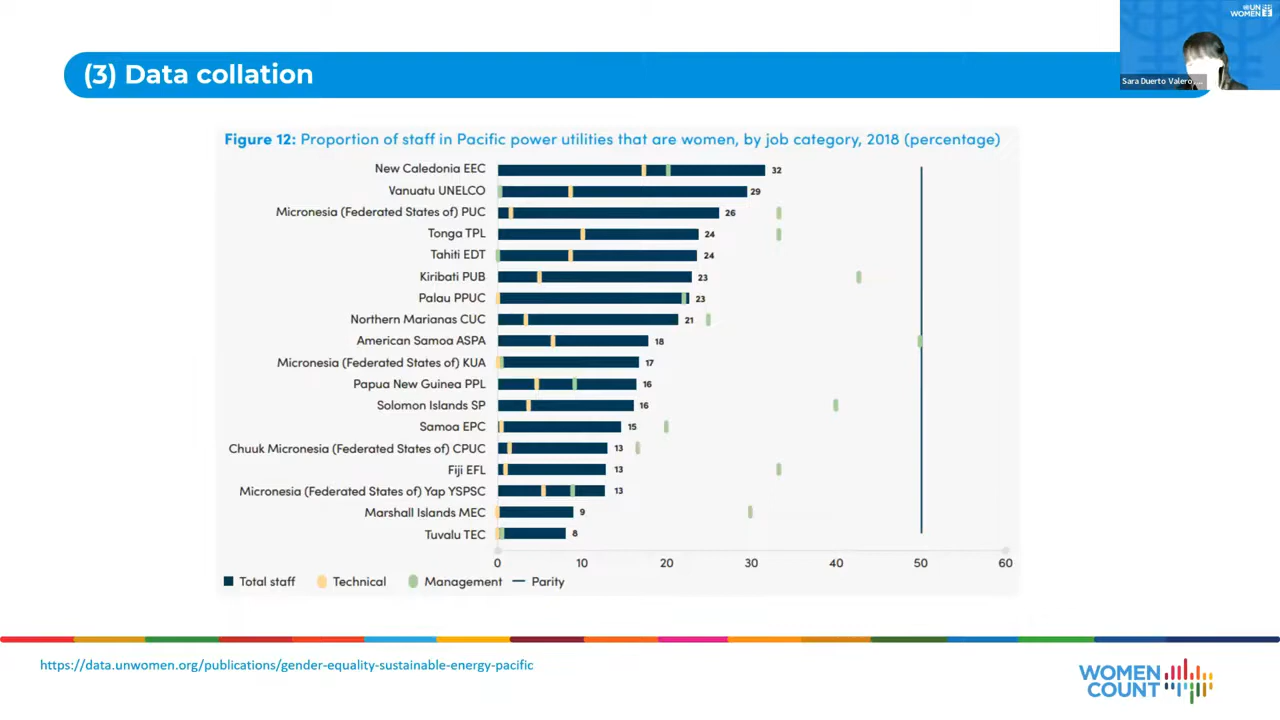 UN
WOMEN
Sara Duerto Valero, ...
(3) Data collation
Figure 12: Proportion of staff in Pacific power utilities that are women, by job category, 2018 (percentage)
New Caledonia EEC 32
Vanuatu UNELCO 29
Micronesia (Federated States of) PUC 26
Tonga TPL 24
Tahiti EDT 24
Kiribati PUB 23
Palau PPUC 23
Northern Marianas CUC 21
American Samoa ASPA 18
Micronesia (Federated States of) KUA 17
Papua New Guinea PPL 16
Solomon Islands SP 16
Samoa EPC 15
Chuuk Micronesia (Federated States of) CPUC 13
Fiji EFL 13
Micronesia (Federated States of) Yap YSPSC 13
Marshall Islands MEC 9
Tuvalu TEC 8
0 10 20 30 40 50 60
Total staff Technical Management Parity
https://data.unwomen.org/publications/gender-equality-sustainable-energy-pacific
WOMEN
COUNT